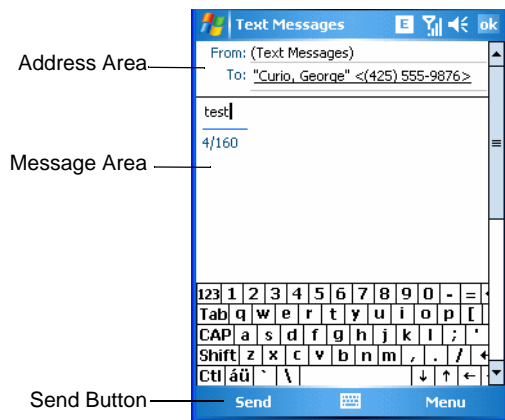 Text Messages E ok
From: (Text Messages)
Address Area
To: "Curio, George" <(425) 555-9876>
test
4/160
Message Area
123 1 2 3 4 5 6 7 8 9 0 - =
Tab q w e r t y u i o p [
CAP a s d f g h j k l ; '
Shift z x c v b n m , . /
Ctl áü ` \ ↓ ↑ ←
Send Button
Send Menu